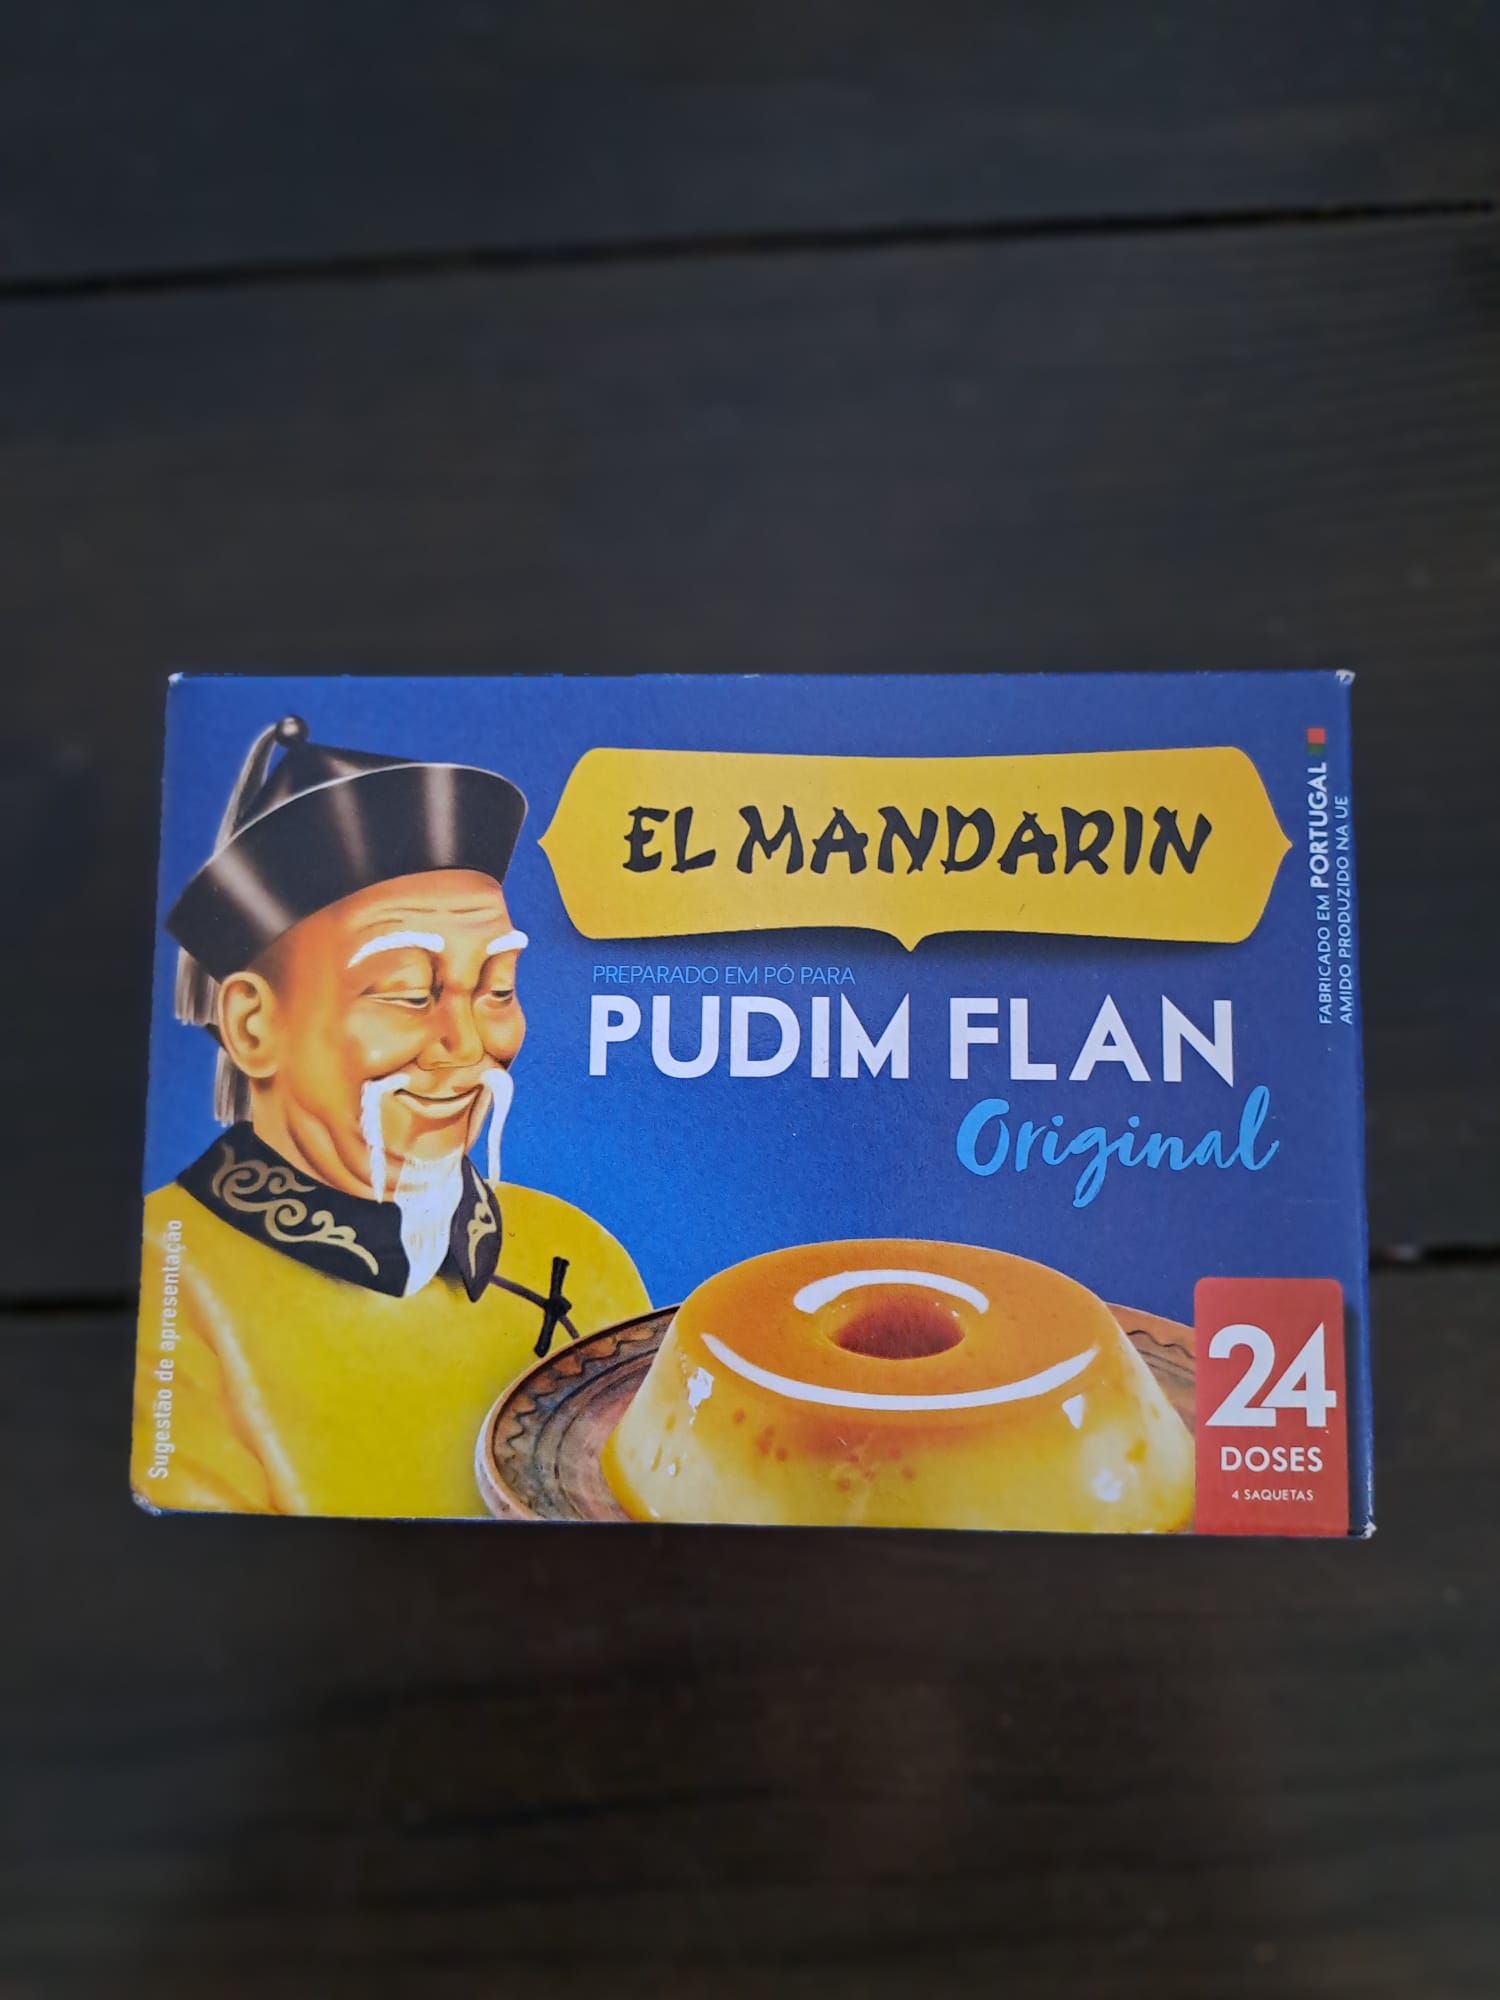 EL MANDARIN
PREPARADO EM PÓ PARA
PUDIM FLAN
Original
24
DOSES
4 SAQUETAS
FABRICADO EM PORTUGAL
AMIDO PRODUZIDO NA UE
Sugestão de apresentação